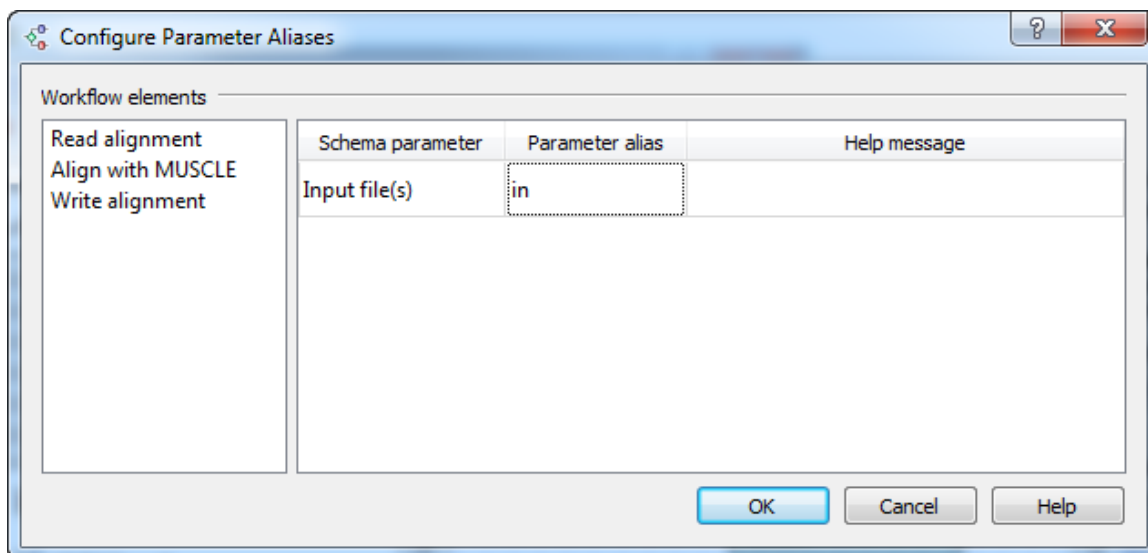 Configure Parameter Aliases
Workflow elements
Read alignment
Align with MUSCLE
Write alignment
Schema parameter Parameter alias Help message
Input file(s) in
OK Cancel Help